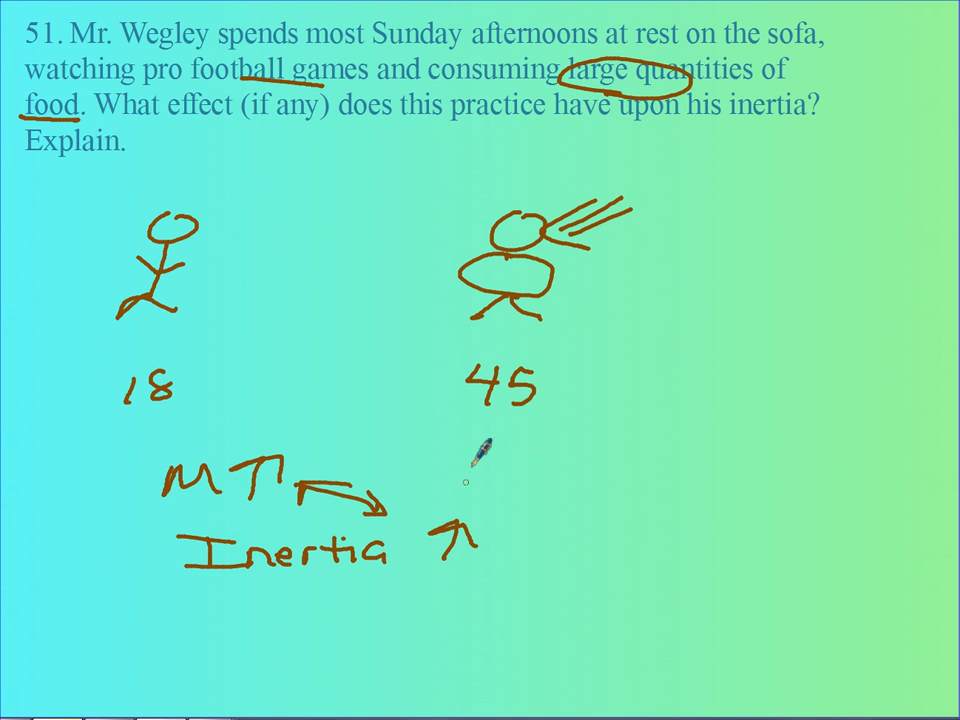 51. Mr. Wegley spends most Sunday afternoons at rest on the sofa,
watching pro football games and consuming large quantities of
food. What effect (if any) does this practice have upon his inertia?
Explain.
18 45
M ↑
Inertia ↑